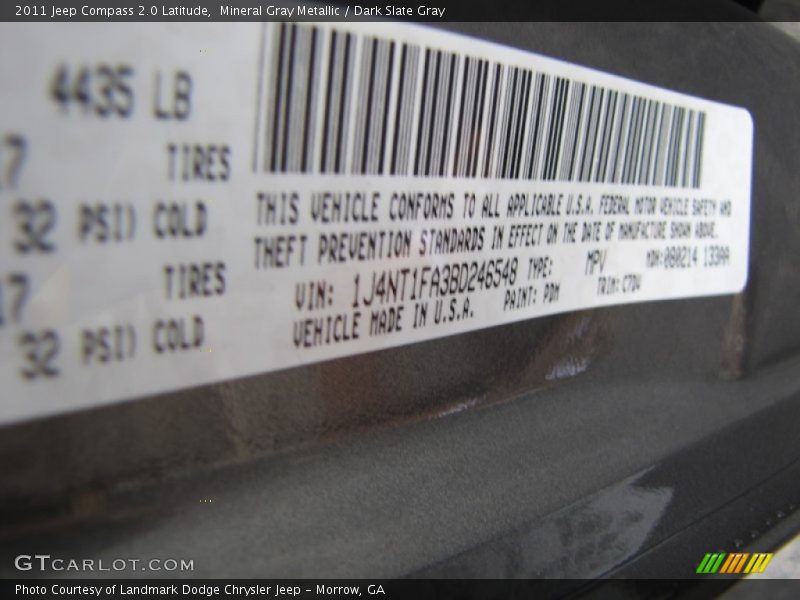 2011 Jeep Compass 2.0 Latitude, Mineral Gray Metallic / Dark Slate Gray
4435 LB
TIRES
32 PSI) COLD
TIRES
32 PSI) COLD
THIS VEHICLE CONFORMS TO ALL APPLICABLE U.S.A. FEDERAL MOTOR VEHICLE SAFETY AND
THEFT PREVENTION STANDARDS IN EFFECT ON THE DATE OF MANUFACTURE SHOWN ABOVE.
VIN: 1J4NT1FA3BD246548 TYPE: MPV MDH:080214 133AA
VEHICLE MADE IN U.S.A. PAINT: PDM TRIM:
GTCARLOT.COM
Photo Courtesy of Landmark Dodge Chrysler Jeep - Morrow, GA